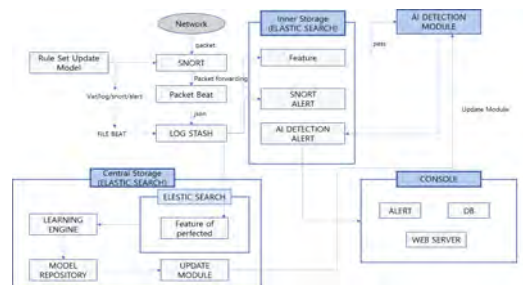 Network
packet
Rule Set Update
Model
SNORT
Packet forwarding
Var/log/snort/alert
Packet Beat
json
FILE BEAT
LOG STASH
Inner Storage
(ELASTIC SEARCH)
Feature
SNORT
ALERT
AI DETECTION
ALERT
pass
AI DETECTION
MODULE
Update Module
Central Storage
(ELASTIC SEARCH)
ELESTIC SEARCH
LEARNING
ENGINE
Feature of
perfected
MODEL
REPOSITORY
UPDATE
MODULE
CONSOLE
ALERT
DB
WEB SERVER